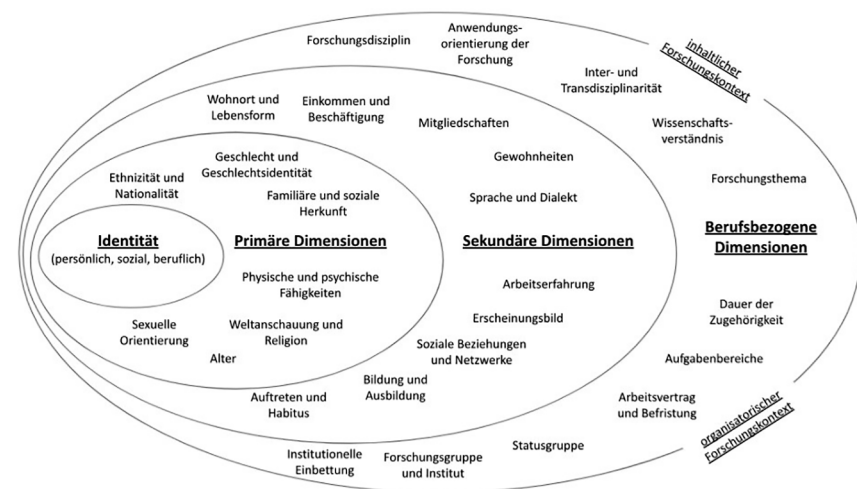 Forschungsdisziplin
Anwendungs-
orientierung der
Forschung
inhaltlicher
Forschungskontext
Inter- und
Transdisziplinarität
Wohnort und
Lebensform
Einkommen und
Beschäftigung
Mitgliedschaften
Wissenschafts-
verständnis
Geschlecht und
Geschlechtsidentität
Gewohnheiten
Ethnizität und
Nationalität
Forschungsthema
Familiäre und soziale
Herkunft
Sprache und Dialekt
Identität
(persönlich, sozial, beruflich)
Primäre Dimensionen
Sekundäre Dimensionen
Berufsbezogene
Dimensionen
Physische und psychische
Fähigkeiten
Arbeitserfahrung
Dauer der
Zugehörigkeit
Sexuelle
Orientierung
Weltanschauung und
Religion
Erscheinungsbild
Alter
Soziale Beziehungen
und Netzwerke
Aufgabenbereiche
Bildung und
Ausbildung
Auftreten und
Habitus
Arbeitsvertrag
und Befristung
organisatorischer
Forschungskontext
Institutionelle
Einbettung
Forschungsgruppe
und Institut
Statusgruppe